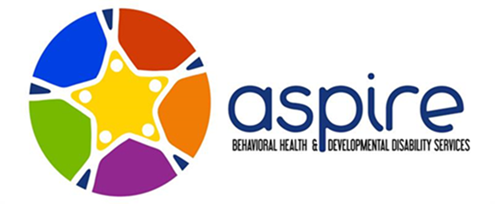 aspire
BEHAVIORAL HEALTH & DEVELOPMENTAL DISABILITY SERVICES